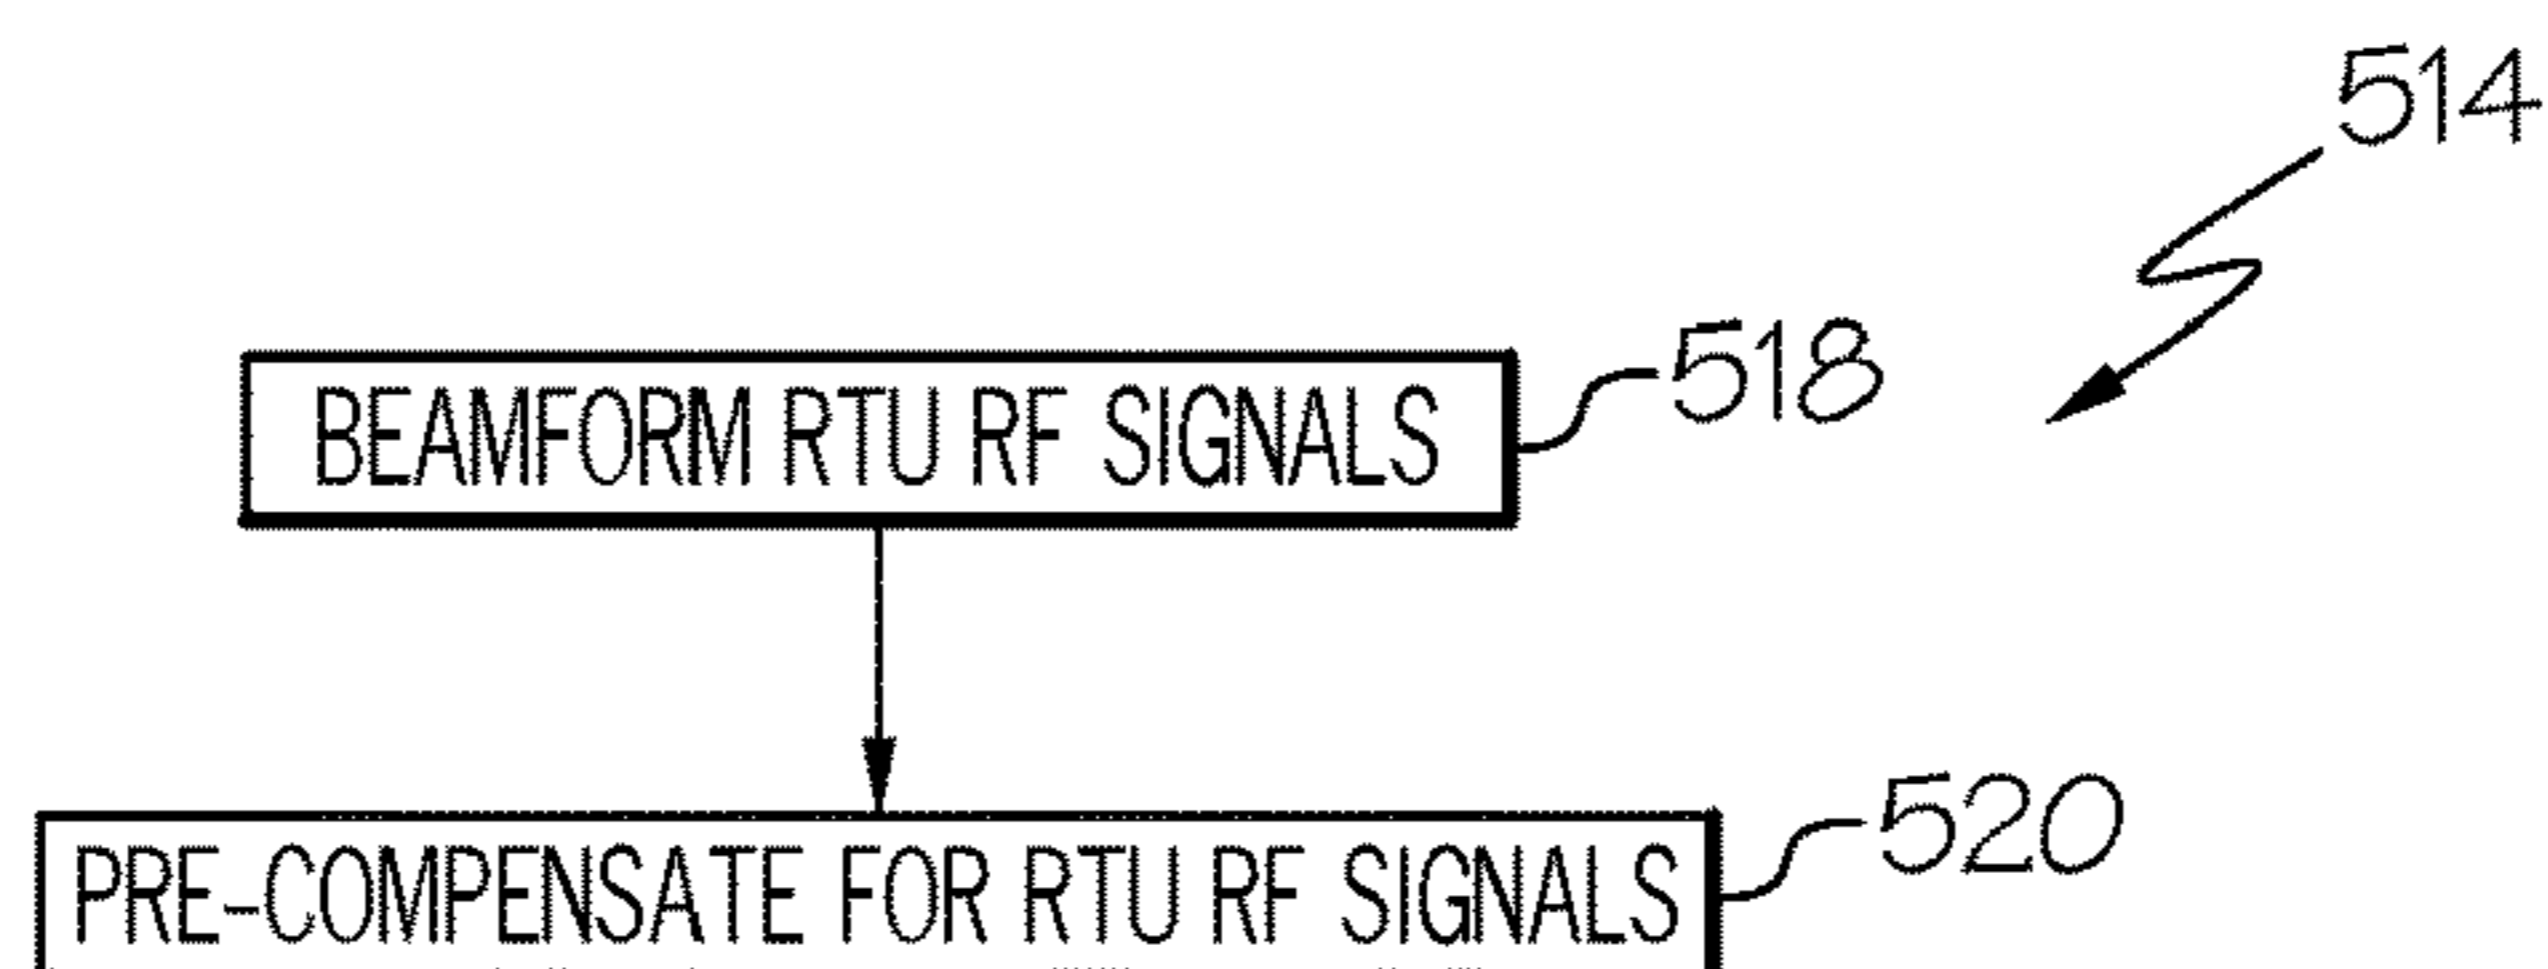 514
BEAMFORM RTU RF SIGNALS
518
PRE-COMPENSATE FOR RTU RF SIGNALS
520